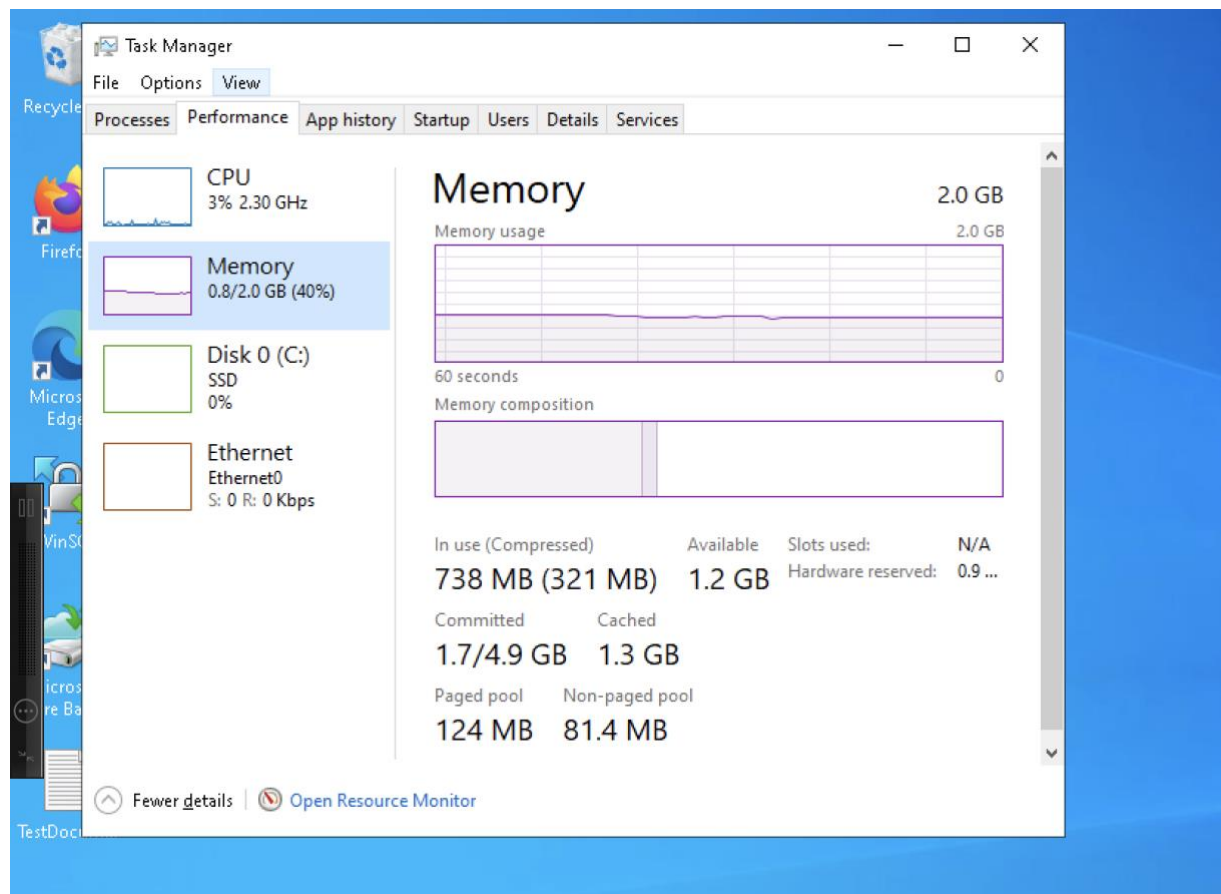 Task Manager
File Options View
Processes Performance App history Startup Users Details Services
CPU
3% 2.30 GHz
Memory
0.8/2.0 GB (40%)
Disk 0 (C:)
SSD
0%
Ethernet
Ethernet0
S: 0 R: 0 Kbps
Memory 2.0 GB
Memory usage 2.0 GB
60 seconds 0
Memory composition
In use (Compressed) Available Slots used: N/A
738 MB (321 MB) 1.2 GB Hardware reserved: 0.9 ...
Committed Cached
1.7/4.9 GB 1.3 GB
Paged pool Non-paged pool
124 MB 81.4 MB
Fewer details Open Resource Monitor
Recycle
Firefo
Micros
Edge
VinS
icros
re Ba
TestDoc